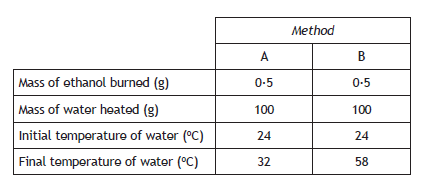 Method
A B
Mass of ethanol burned (g) 0·5 0·5
Mass of water heated (g) 100 100
Initial temperature of water (ºC) 24 24
Final temperature of water (ºC) 32 58